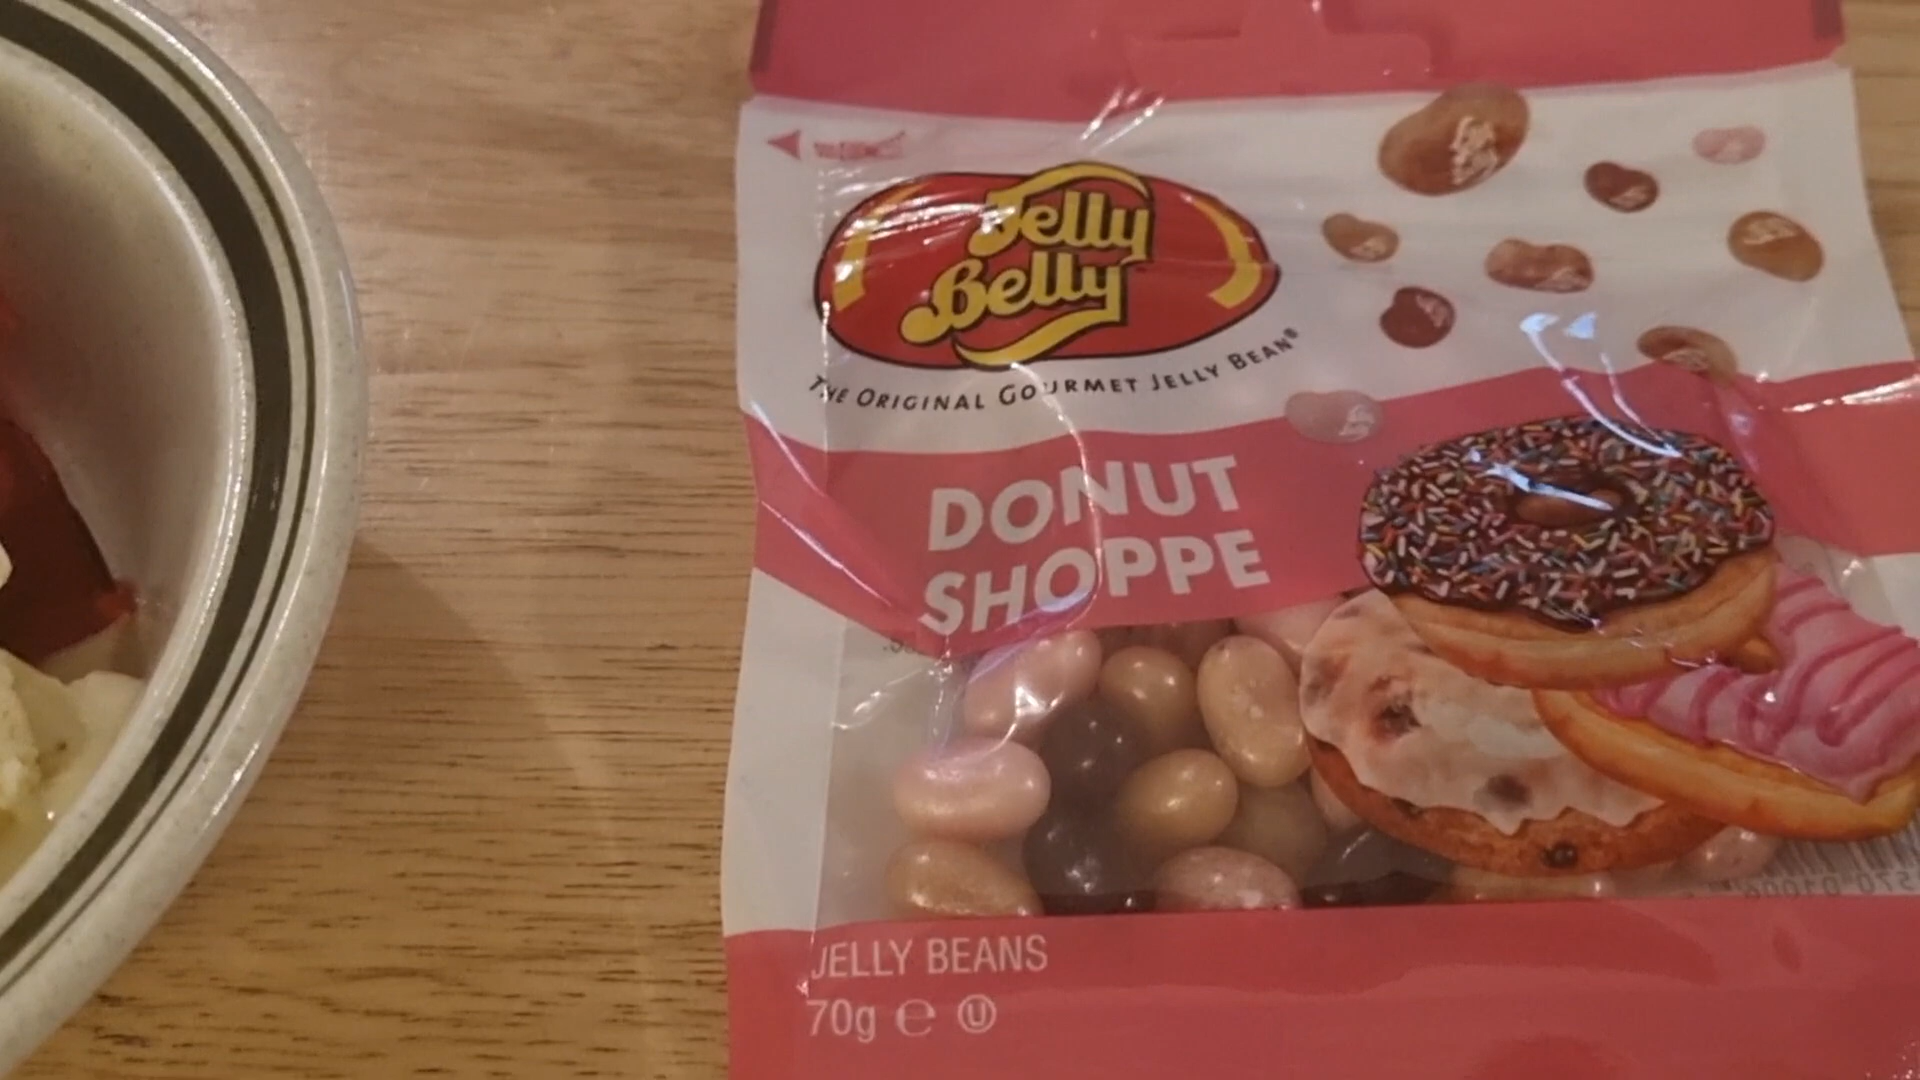 Jelly
Belly
THE ORIGINAL GOURMET JELLY BEAN®
DONUT
SHOPPE
JELLY BEANS
70g ℮ Ⓤ